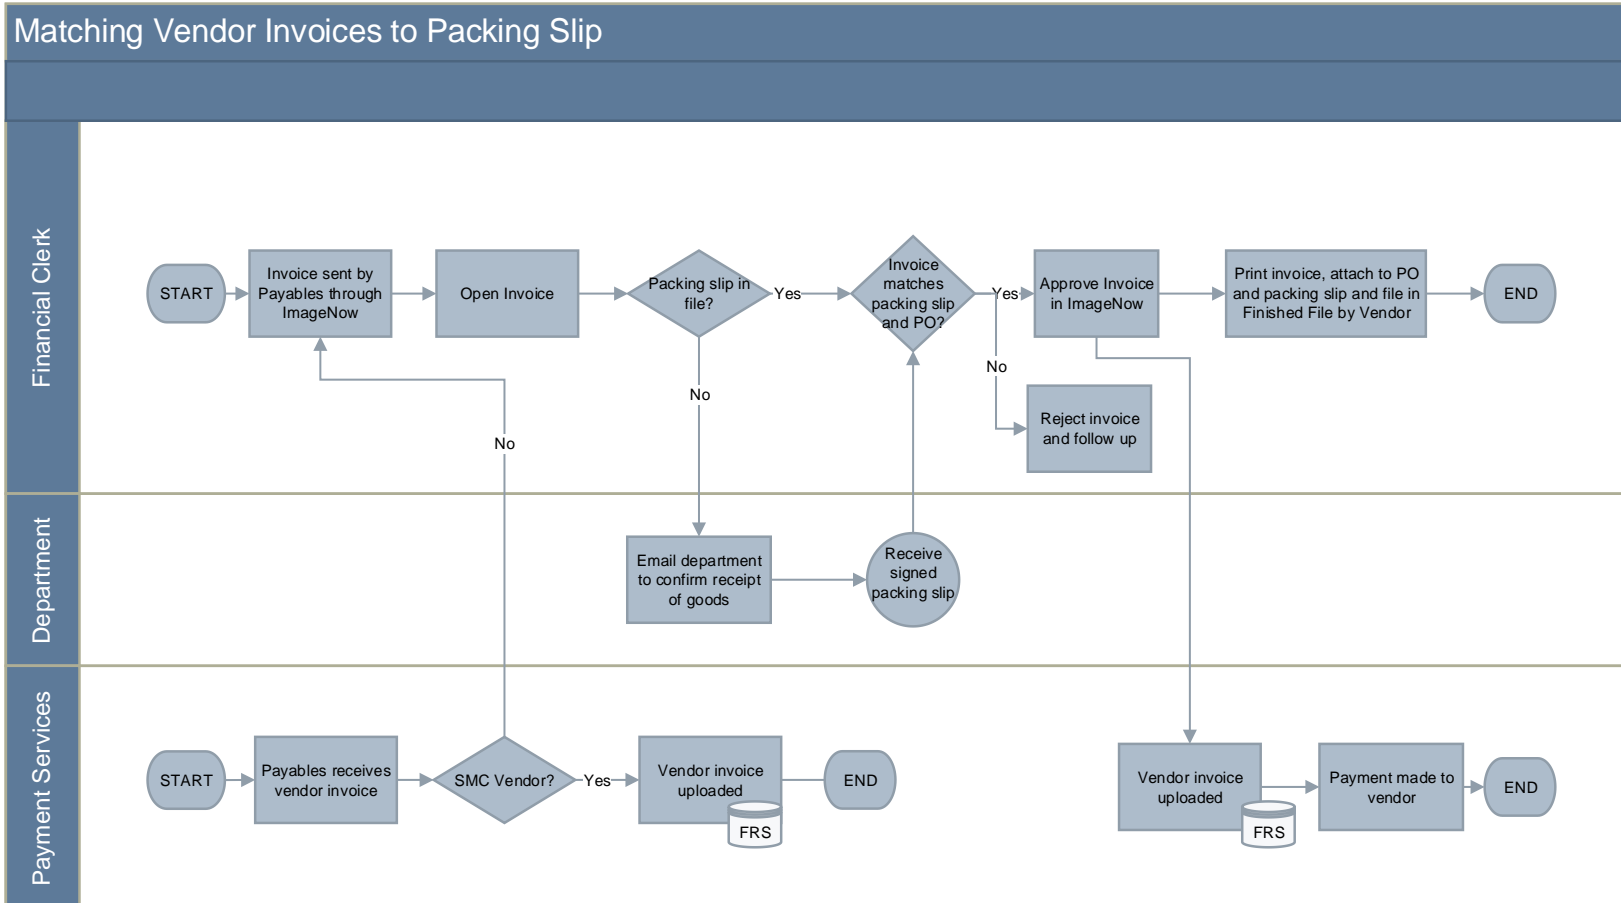 Matching Vendor Invoices to Packing Slip
Financial Clerk
START
Invoice sent by
Payables through
ImageNow
Open Invoice
Packing slip in
file?
Yes
Invoice
matches
packing slip
and PO?
Yes
Approve Invoice
in ImageNow
Print invoice, attach to PO
and packing slip and file in
Finished File by Vendor
END
No
No
Reject invoice
and follow up
No
Department
Email department
to confirm receipt
of goods
Receive
signed
packing slip
Payment Services
START
Payables receives
vendor invoice
SMC Vendor?
Yes
Vendor invoice
uploaded
FRS
END
Vendor invoice
uploaded
FRS
Payment made to
vendor
END